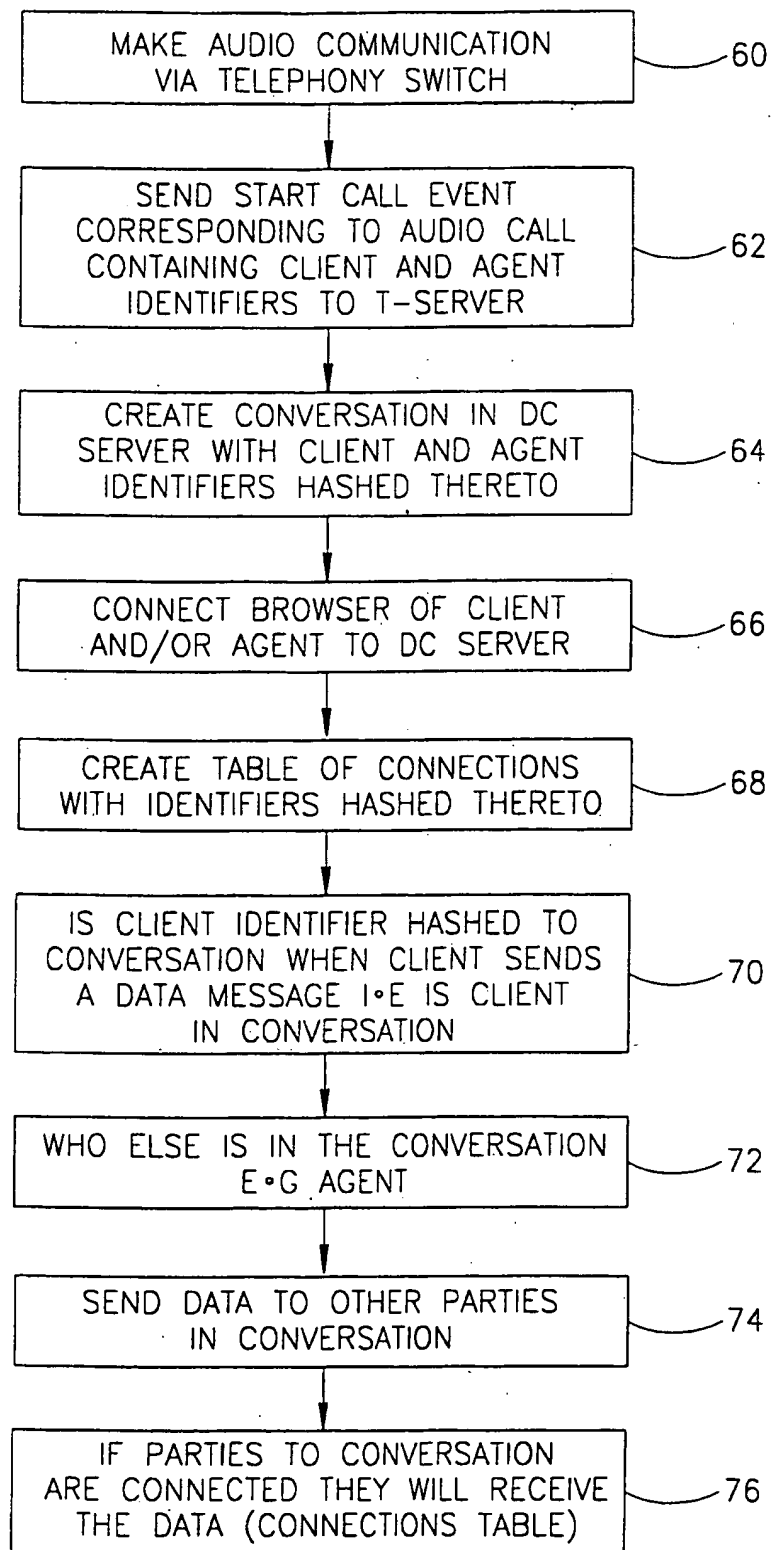 MAKE AUDIO COMMUNICATION
VIA TELEPHONY SWITCH
60
SEND START CALL EVENT
CORRESPONDING TO AUDIO CALL
CONTAINING CLIENT AND AGENT
IDENTIFIERS TO T-SERVER
62
CREATE CONVERSATION IN DC
SERVER WITH CLIENT AND AGENT
IDENTIFIERS HASHED THERETO
64
CONNECT BROWSER OF CLIENT
AND/OR AGENT TO DC SERVER
66
CREATE TABLE OF CONNECTIONS
WITH IDENTIFIERS HASHED THERETO
68
IS CLIENT IDENTIFIER HASHED TO
CONVERSATION WHEN CLIENT SENDS
A DATA MESSAGE I•E IS CLIENT
IN CONVERSATION
70
WHO ELSE IS IN THE CONVERSATION
E•G AGENT
72
SEND DATA TO OTHER PARTIES
IN CONVERSATION
74
IF PARTIES TO CONVERSATION
ARE CONNECTED THEY WILL RECEIVE
THE DATA (CONNECTIONS TABLE)
76